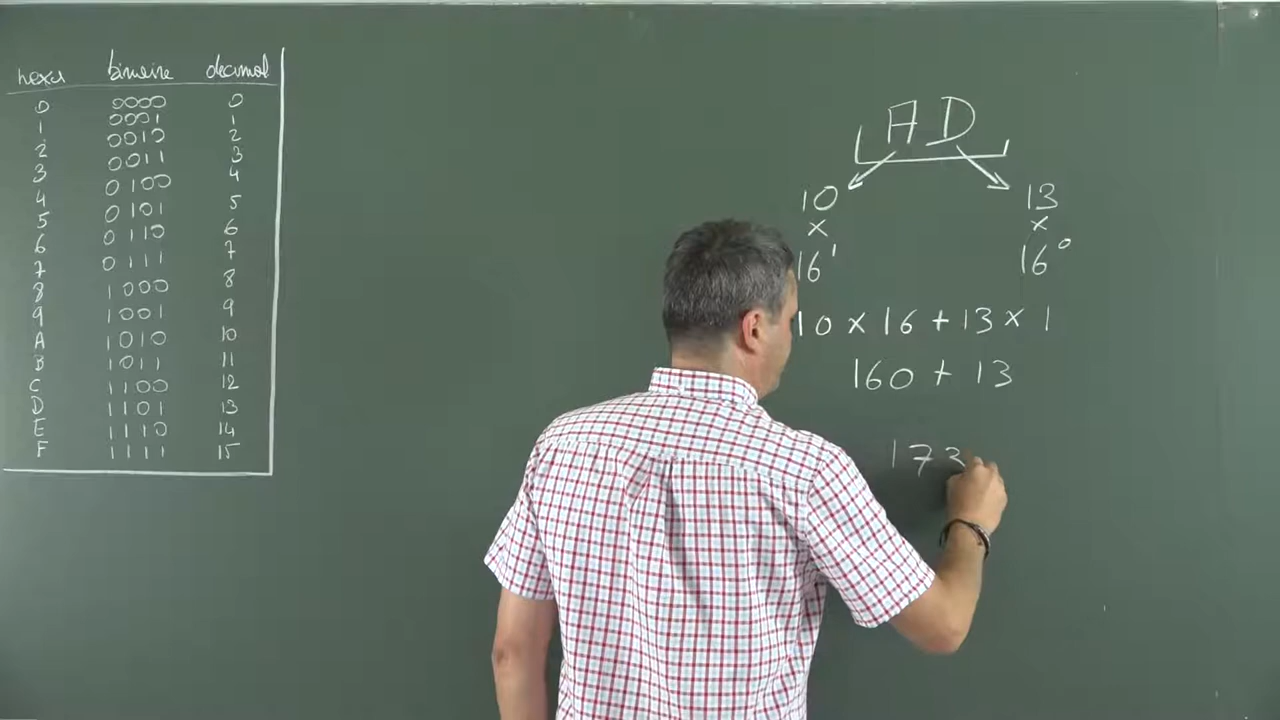 hexa binaire decimal
0 0000 0
1 0001 1
2 0010 2
3 0011 3
4 0100 4
5 0101 5
6 0110 6
7 0111 7
8 1000 8
9 1001 9
A 1010 10
B 1011 11
C 1100 12
D 1101 13
E 1110 14
F 1111 15
AD
10 13
x x
16¹ 16⁰
10 x 16 + 13 x 1
160 + 13
173